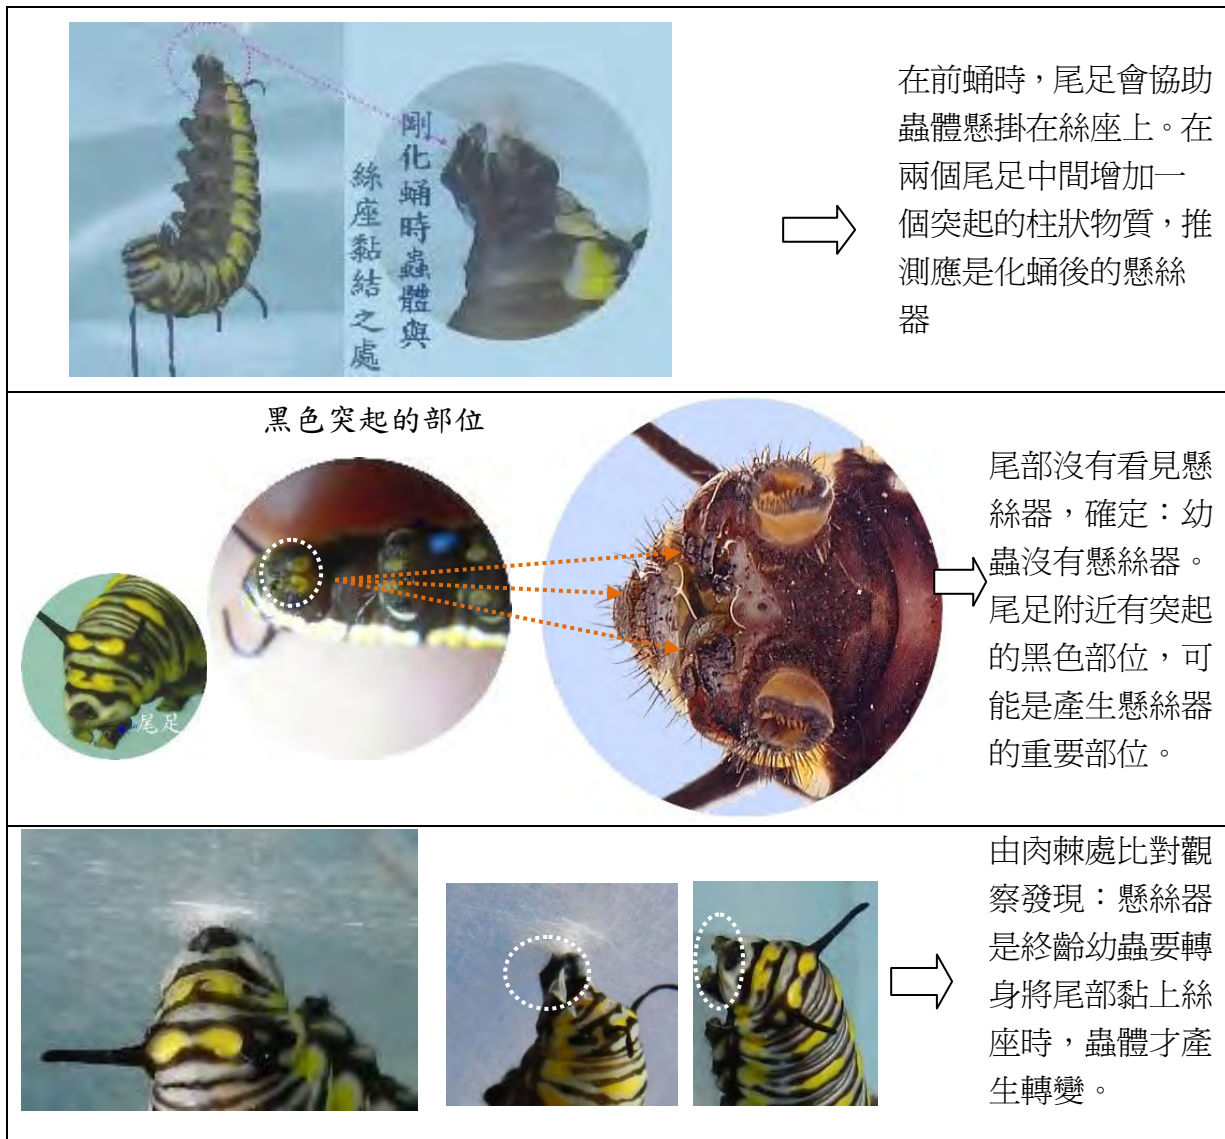 剛化蛹時蟲體與
絲座黏結之處
在前蛹時，尾足會協助
蟲體懸掛在絲座上。在
兩個尾足中間增加一
個突起的柱狀物質，推
測應是化蛹後的懸絲
器
黑色突起的部位
尾足
尾部沒有看見懸
絲器，確定：幼
蟲沒有懸絲器。
尾足附近有突起
的黑色部位，可
能是產生懸絲器
的重要部位。
由內棘處比對觀
察發現：懸絲器
是終齡幼蟲要轉
身將尾部黏上絲
座時，蟲體才產
生轉變。